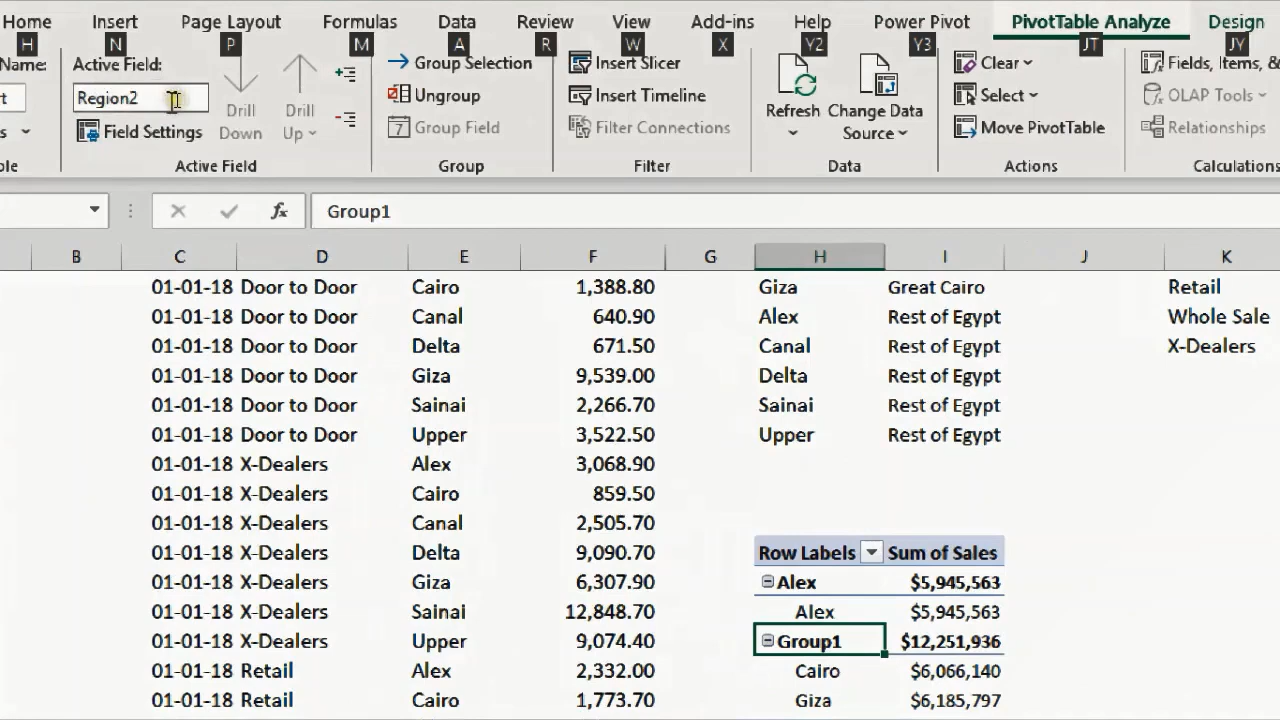 Home Insert Page Layout Formulas Data Review View Add-ins Help Power Pivot PivotTable Analyze Design
H N P M A R W X Y2 Y3 JT JY
Name: Active Field: Group Selection Insert Slicer Clear Fields, Items, &
Region2 Drill Down Drill Up Ungroup Insert Timeline Refresh Change Data Source Select OLAP Tools
Field Settings Group Field Filter Connections Move PivotTable Relationships
Active Field Group Filter Data Actions Calculations
fx Group1
B C D E F G H I J K
01-01-18 Door to Door Cairo 1,388.80 Giza Great Cairo Retail
01-01-18 Door to Door Canal 640.90 Alex Rest of Egypt Whole Sale
01-01-18 Door to Door Delta 671.50 Canal Rest of Egypt X-Dealers
01-01-18 Door to Door Giza 9,539.00 Delta Rest of Egypt
01-01-18 Door to Door Sainai 2,266.70 Sainai Rest of Egypt
01-01-18 Door to Door Upper 3,522.50 Upper Rest of Egypt
01-01-18 X-Dealers Alex 3,068.90
01-01-18 X-Dealers Cairo 859.50
01-01-18 X-Dealers Canal 2,505.70
01-01-18 X-Dealers Delta 9,090.70 Row Labels Sum of Sales
01-01-18 X-Dealers Giza 6,307.90 Alex $5,945,563
01-01-18 X-Dealers Sainai 12,848.70 Alex $5,945,563
01-01-18 X-Dealers Upper 9,074.40 Group1 $12,251,936
01-01-18 Retail Alex 2,332.00 Cairo $6,066,140
01-01-18 Retail Cairo 1,773.70 Giza $6,185,797